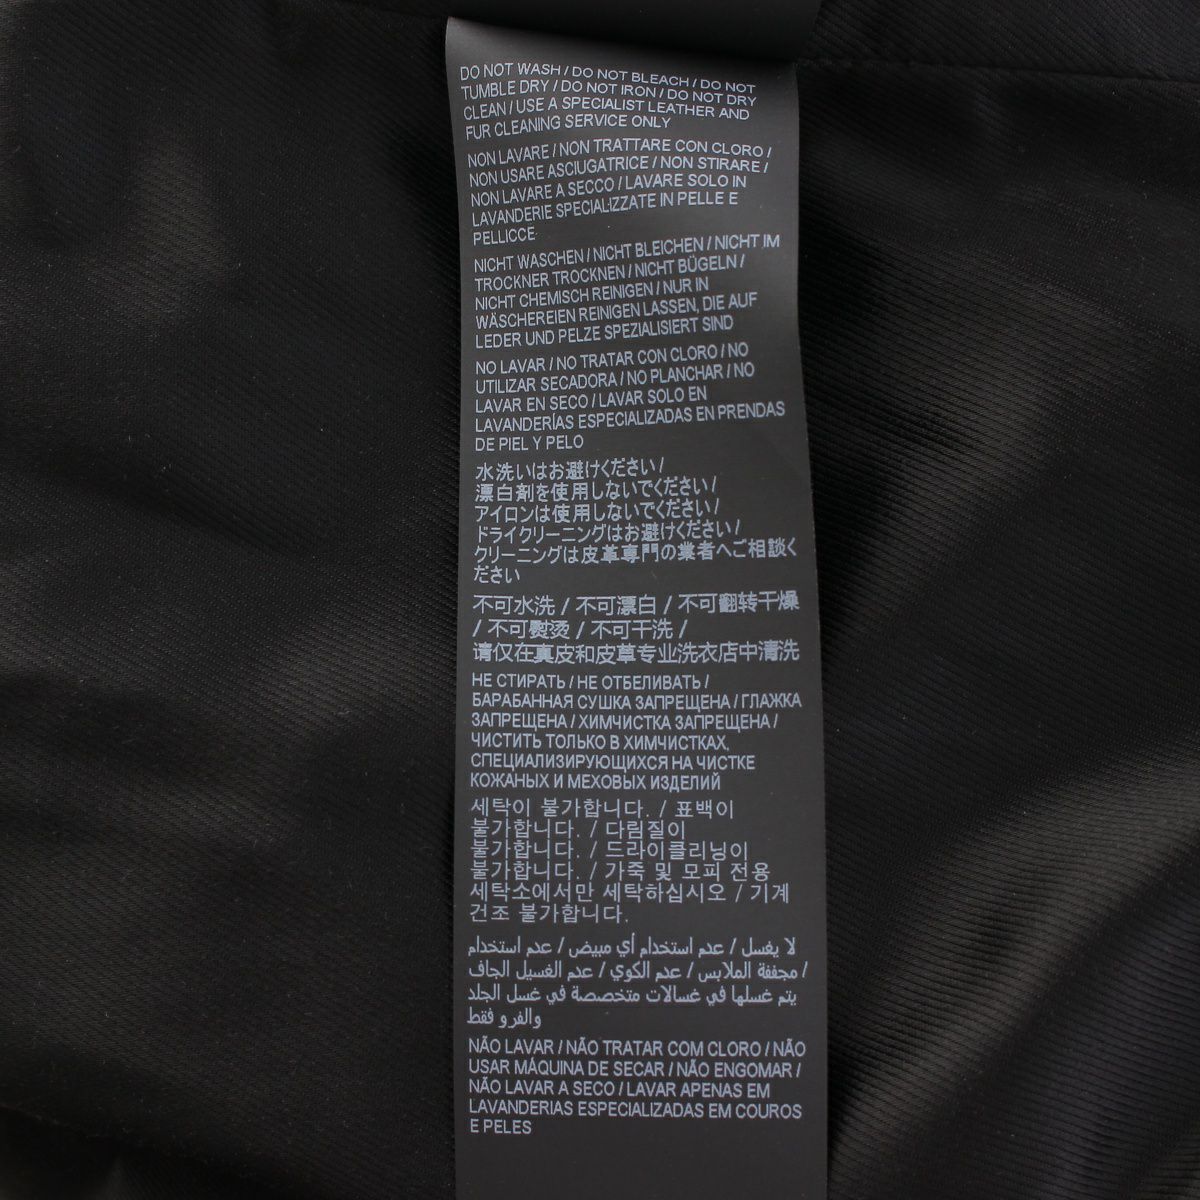 DO NOT WASH / DO NOT BLEACH / DO NOT
TUMBLE DRY / DO NOT IRON / DO NOT DRY
CLEAN / USE A SPECIALIST LEATHER AND
FUR CLEANING SERVICE ONLY
NON LAVARE / NON TRATTARE CON CLORO /
NON USARE ASCIUGATRICE / NON STIRARE /
NON LAVARE A SECCO / LAVARE SOLO IN
LAVANDERIE SPECIALIZZATE IN PELLE E
PELLICCE
NICHT WASCHEN / NICHT BLEICHEN / NICHT IM
TROCKNER TROCKNEN / NICHT BÜGELN /
NICHT CHEMISCH REINIGEN / NUR IN
WÄSCHEREIEN REINIGEN LASSEN, DIE AUF
LEDER UND PELZE SPEZIALISIERT SIND
NO LAVAR / NO TRATAR CON CLORO / NO
UTILIZAR SECADORA / NO PLANCHAR / NO
LAVAR EN SECO / LAVAR SOLO EN
LAVANDERÍAS ESPECIALIZADAS EN PRENDAS
DE PIEL Y PELO
水洗いはお避けください /
漂白剤を使用しないでください /
アイロンは使用しないでください /
ドライクリーニングはお避けください /
クリーニングは皮革専門の業者へご相談く
ださい
不可水洗 / 不可漂白 / 不可翻转干燥
/ 不可熨烫 / 不可干洗 /
请仅在真皮和皮草专业洗衣店中清洗
НЕ СТИРАТЬ / НЕ ОТБЕЛИВАТЬ /
БАРАБАННАЯ СУШКА ЗАПРЕЩЕНА / ГЛАЖКА
ЗАПРЕЩЕНА / ХИМЧИСТКА ЗАПРЕЩЕНА /
ЧИСТИТЬ ТОЛЬКО В ХИМЧИСТКАХ,
СПЕЦИАЛИЗИРУЮЩИХСЯ НА ЧИСТКЕ
КОЖАНЫХ И МЕХОВЫХ ИЗДЕЛИЙ
세탁이 불가합니다. / 표백이
불가합니다. / 다림질이
불가합니다. / 드라이클리닝이
불가합니다. / 가죽 및 모피 전용
세탁소에서만 세탁하십시오 / 기계
건조 불가합니다.
لا يغسل / عدم استخدام أي مبيض / عدم استخدام
مجففة الملابس / عدم الكوي / عدم الغسيل الجاف /
يتم غسلها في غسالات متخصصة في غسل الجلد
والفرو فقط
NÃO LAVAR / NÃO TRATAR COM CLORO / NÃO
USAR MÁQUINA DE SECAR / NÃO ENGOMAR /
NÃO LAVAR A SECO / LAVAR APENAS EM
LAVANDERIAS ESPECIALIZADAS EM COUROS
E PELES